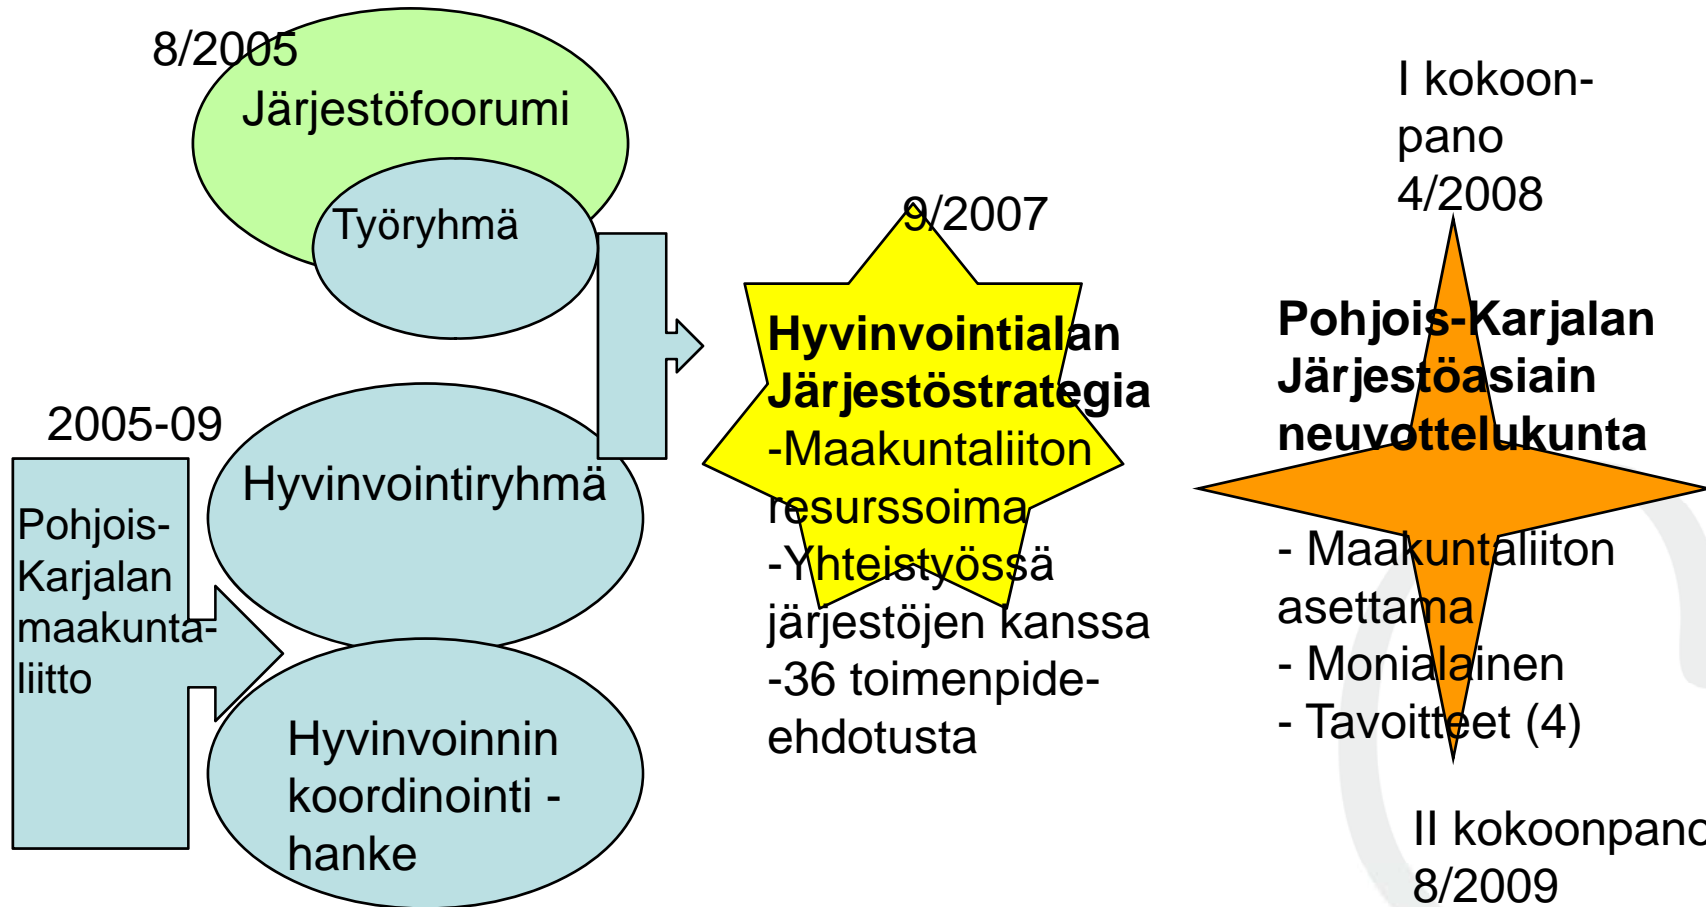 8/2005
Järjestöfoorumi
Työryhmä
2005-09
Pohjois-
Karjalan
maakunta-
liitto
Hyvinvointiryhmä
Hyvinvoinnin
koordinointi -
hanke
9/2007
Hyvinvointialan
Järjestöstrategia
-Maakuntaliiton
resurssoima
-Yhteistyössä
järjestöjen kanssa
-36 toimenpide-
ehdotusta
I kokoon-
pano
4/2008
Pohjois-Karjalan
Järjestöasiain
neuvottelukunta
- Maakuntaliiton
asettama
- Monialainen
- Tavoitteet (4)
II kokoonpano
8/2009